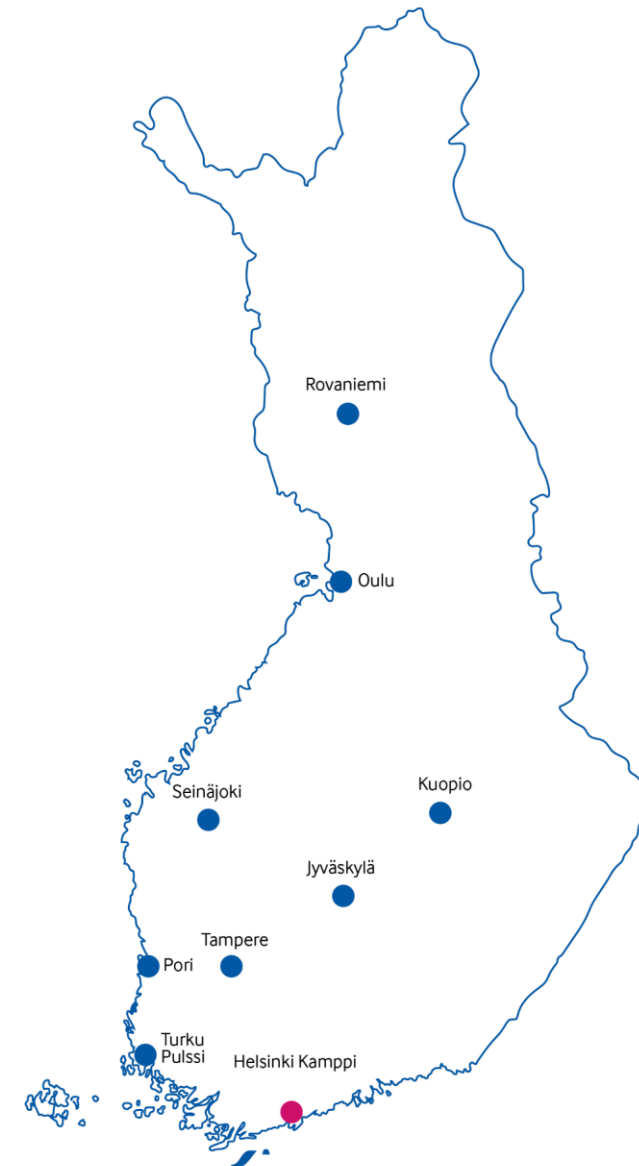 Rovaniemi
Oulu
Seinäjoki
Kuopio
Jyväskylä
Tampere
Pori
Turku
Pulssi
Helsinki Kamppi